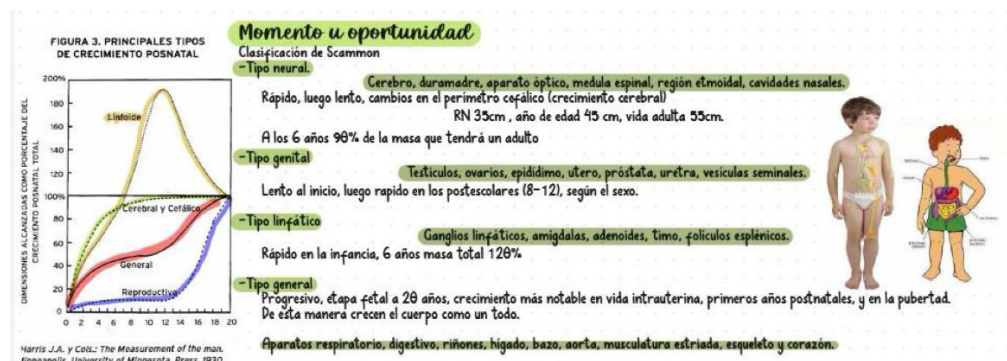 FIGURA 3. PRINCIPALES TIPOS
DE CRECIMIENTO POSNATAL
DIMENSIONES ALCANZADAS COMO PORCENTAJE DEL
CRECIMIENTO POSNATAL TOTAL
200%
180
160
140
120
100%
80
60
40
20
0
0 2 4 6 8 10 12 14 16 18 20
Linfoide
Cerebral y Cefálico
General
Reproductivo
Harris J.A. y Cols.: The Measurement of the man.
University of Minnesota, Press, 1930
Momento u oportunidad
Clasificación de Scammon
-Tipo neural.
Cerebro, duramadre, aparato óptico, medula espinal, región etmoidal, cavidades nasales.
Rápido, luego lento, cambios en el perímetro cefálico (crecimiento cerebral)
RN 35cm , año de edad 45 cm, vida adulta 55cm.
A los 6 años 90% de la masa que tendrá un adulto
-Tipo genital
Testículos, ovarios, epidídimo, utero, próstata, uretra, vesículas seminales.
Lento al inicio, luego rapido en los postescolares (8-12), según el sexo.
-Tipo linfático
Ganglios linfáticos, amígdalas, adenoides, timo, folículos esplénicos.
Rápido en la infancia, 6 años masa total 120%
-Tipo general
Progresivo, etapa fetal a 20 años, crecimiento más notable en vida intrauterina, primeros años postnatales, y en la pubertad.
De esta manera crecen el cuerpo como un todo.
Aparatos respiratorio, digestivo, riñones, hígado, bazo, aorta, musculatura estriada, esqueleto y corazón.